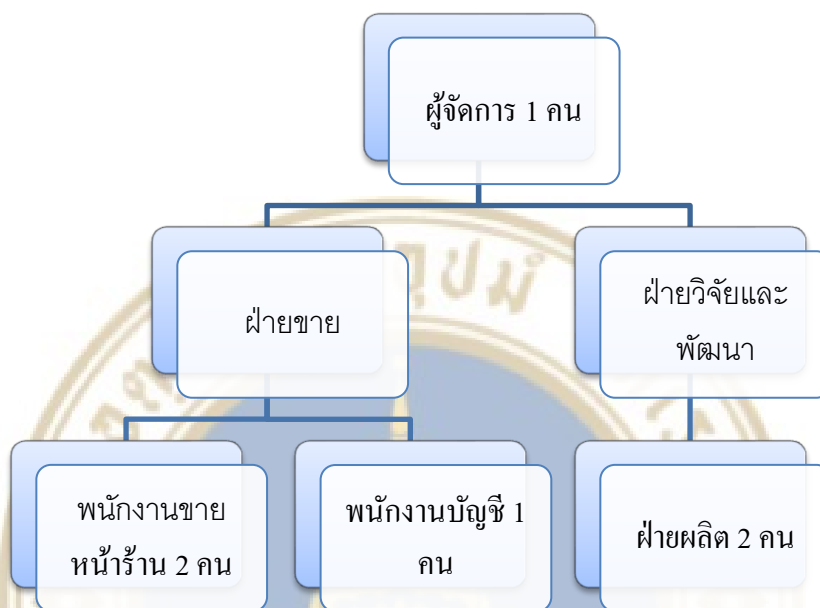 ผู้จัดการ 1 คน
ฝ่ายขาย
ฝ่ายวิจัยและ
พัฒนา
พนักงานขาย
หน้าร้าน 2 คน
พนักงานบัญชี 1
คน
ฝ่ายผลิต 2 คน